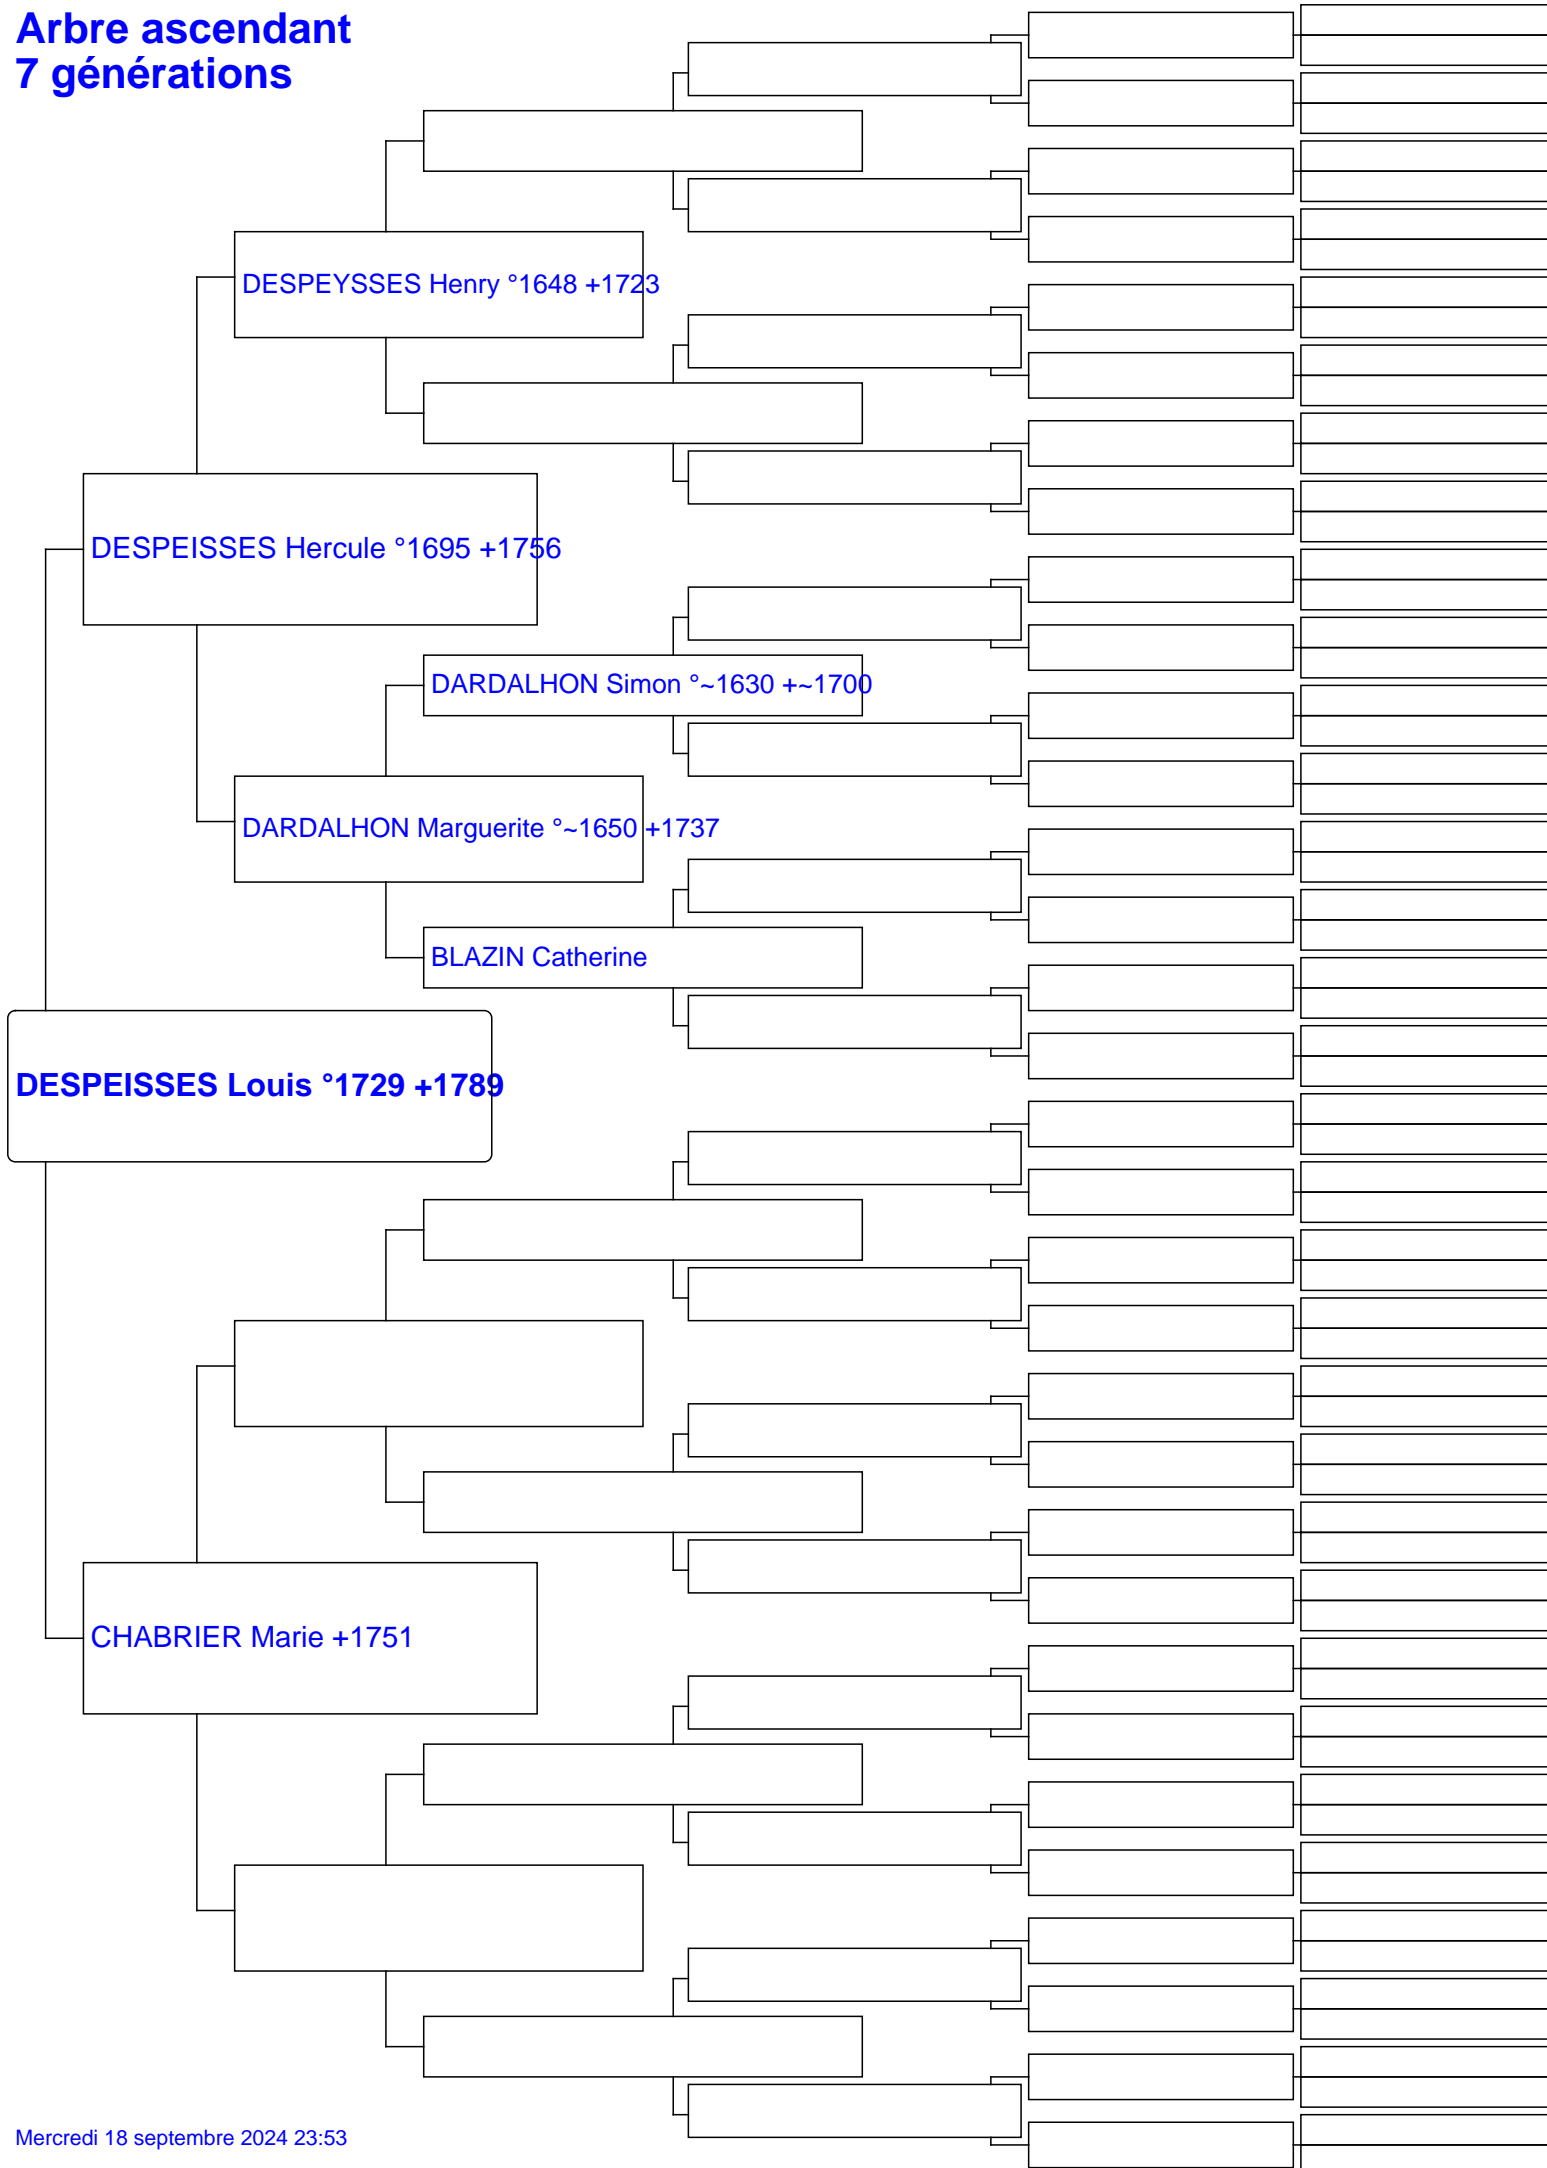 Arbre ascendant
7 générations
DESPEYSSES Henry °1648 +1723
DESPEISSES Hercule °1695 +1756
DARDALHON Simon °~1630 +~1700
DARDALHON Marguerite °~1650 +1737
BLAZIN Catherine
DESPEISSES Louis °1729 +1789
CHABRIER Marie +1751
Mercredi 18 septembre 2024 23:53